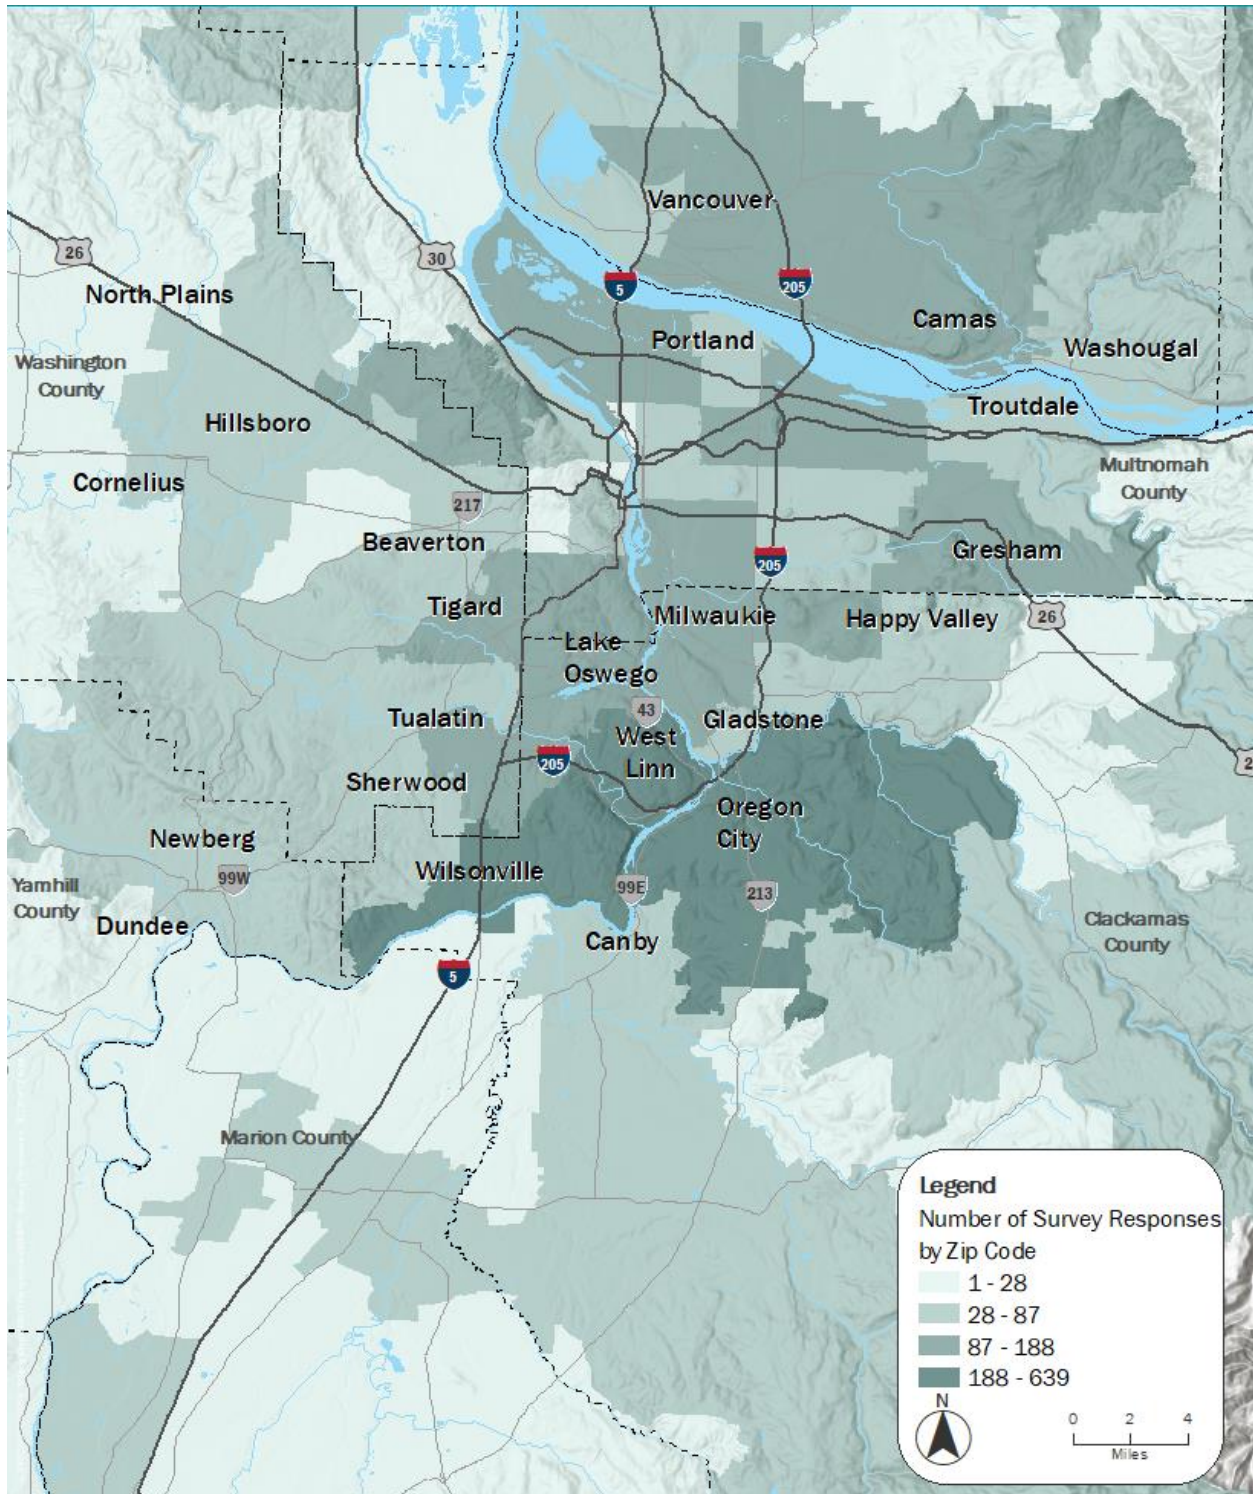 Vancouver
26
30
North Plains
5
205
Camas
Portland
Washougal
Washington
County
Troutdale
Hillsboro
Multnomah
County
Cornelius
217
Beaverton
Gresham
205
Tigard
Milwaukie
Happy Valley
26
Lake
Oswego
43
Tualatin
Gladstone
West
Linn
205
Sherwood
Oregon
City
Newberg
Wilsonville
99W
99E
213
Yamhill
County
Dundee
Canby
Clackamas
County
5
Marion County
2
Legend
Number of Survey Responses
by Zip Code
1 - 28
28 - 87
87 - 188
188 - 639
N
0 2 4
Miles